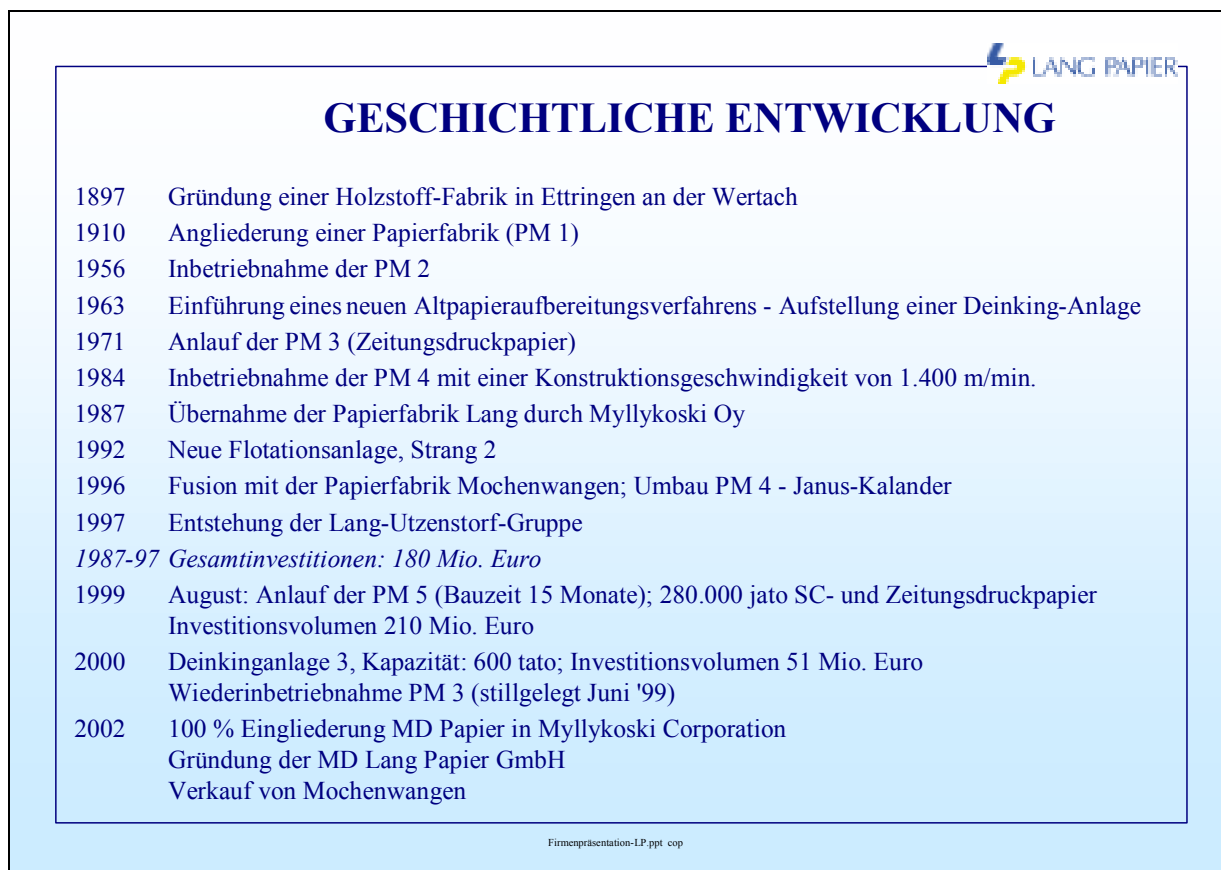 LANG PAPIER
GESCHICHTLICHE ENTWICKLUNG
1897 Gründung einer Holzstoff-Fabrik in Ettringen an der Wertach
1910 Angliederung einer Papierfabrik (PM 1)
1956 Inbetriebnahme der PM 2
1963 Einführung eines neuen Altpapieraufbereitungsverfahrens - Aufstellung einer Deinking-Anlage
1971 Anlauf der PM 3 (Zeitungsdruckpapier)
1984 Inbetriebnahme der PM 4 mit einer Konstruktionsgeschwindigkeit von 1.400 m/min.
1987 Übernahme der Papierfabrik Lang durch Myllykoski Oy
1992 Neue Flotationsanlage, Strang 2
1996 Fusion mit der Papierfabrik Mochenwangen; Umbau PM 4 - Janus-Kalander
1997 Entstehung der Lang-Utzenstorf-Gruppe
1987-97 Gesamtinvestitionen: 180 Mio. Euro
1999 August: Anlauf der PM 5 (Bauzeit 15 Monate); 280.000 jato SC- und Zeitungsdruckpapier
Investitionsvolumen 210 Mio. Euro
2000 Deinkinganlage 3, Kapazität: 600 tato; Investitionsvolumen 51 Mio. Euro
Wiederinbetriebnahme PM 3 (stillgelegt Juni '99)
2002 100 % Eingliederung MD Papier in Myllykoski Corporation
Gründung der MD Lang Papier GmbH
Verkauf von Mochenwangen
Firmenpräsentation-LP.ppt cop